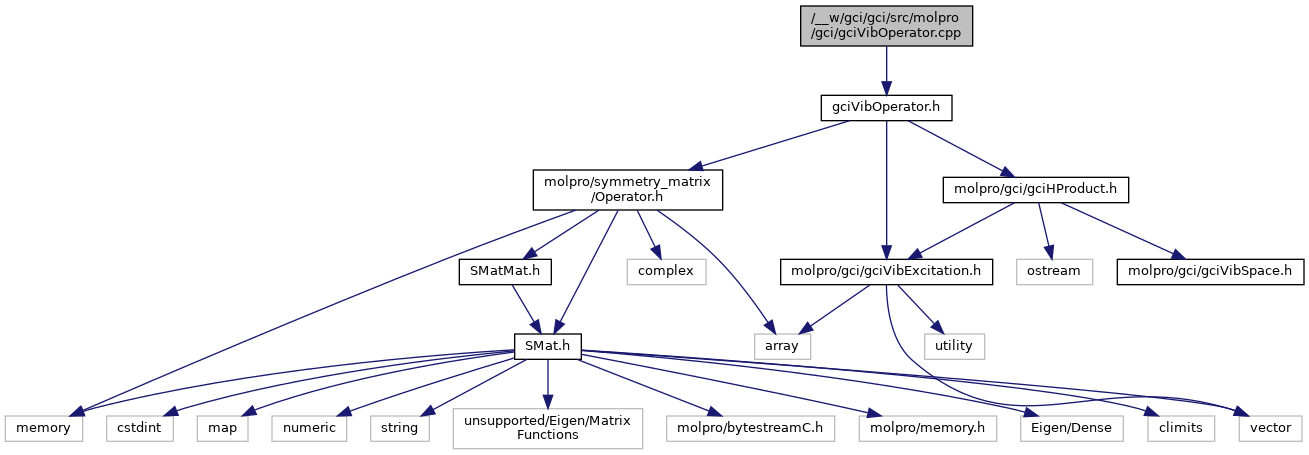 /__w/gci/gci/src/molpro
/gci/gciVibOperator.cpp
gciVibOperator.h
molpro/symmetry_matrix
/Operator.h
molpro/gci/gciHProduct.h
SMatMat.h
complex
molpro/gci/gciVibExcitation.h
ostream
molpro/gci/gciVibSpace.h
SMat.h
array
utility
memory
cstdint
map
numeric
string
unsupported/Eigen/Matrix
Functions
molpro/bytestreamC.h
molpro/memory.h
Eigen/Dense
climits
vector